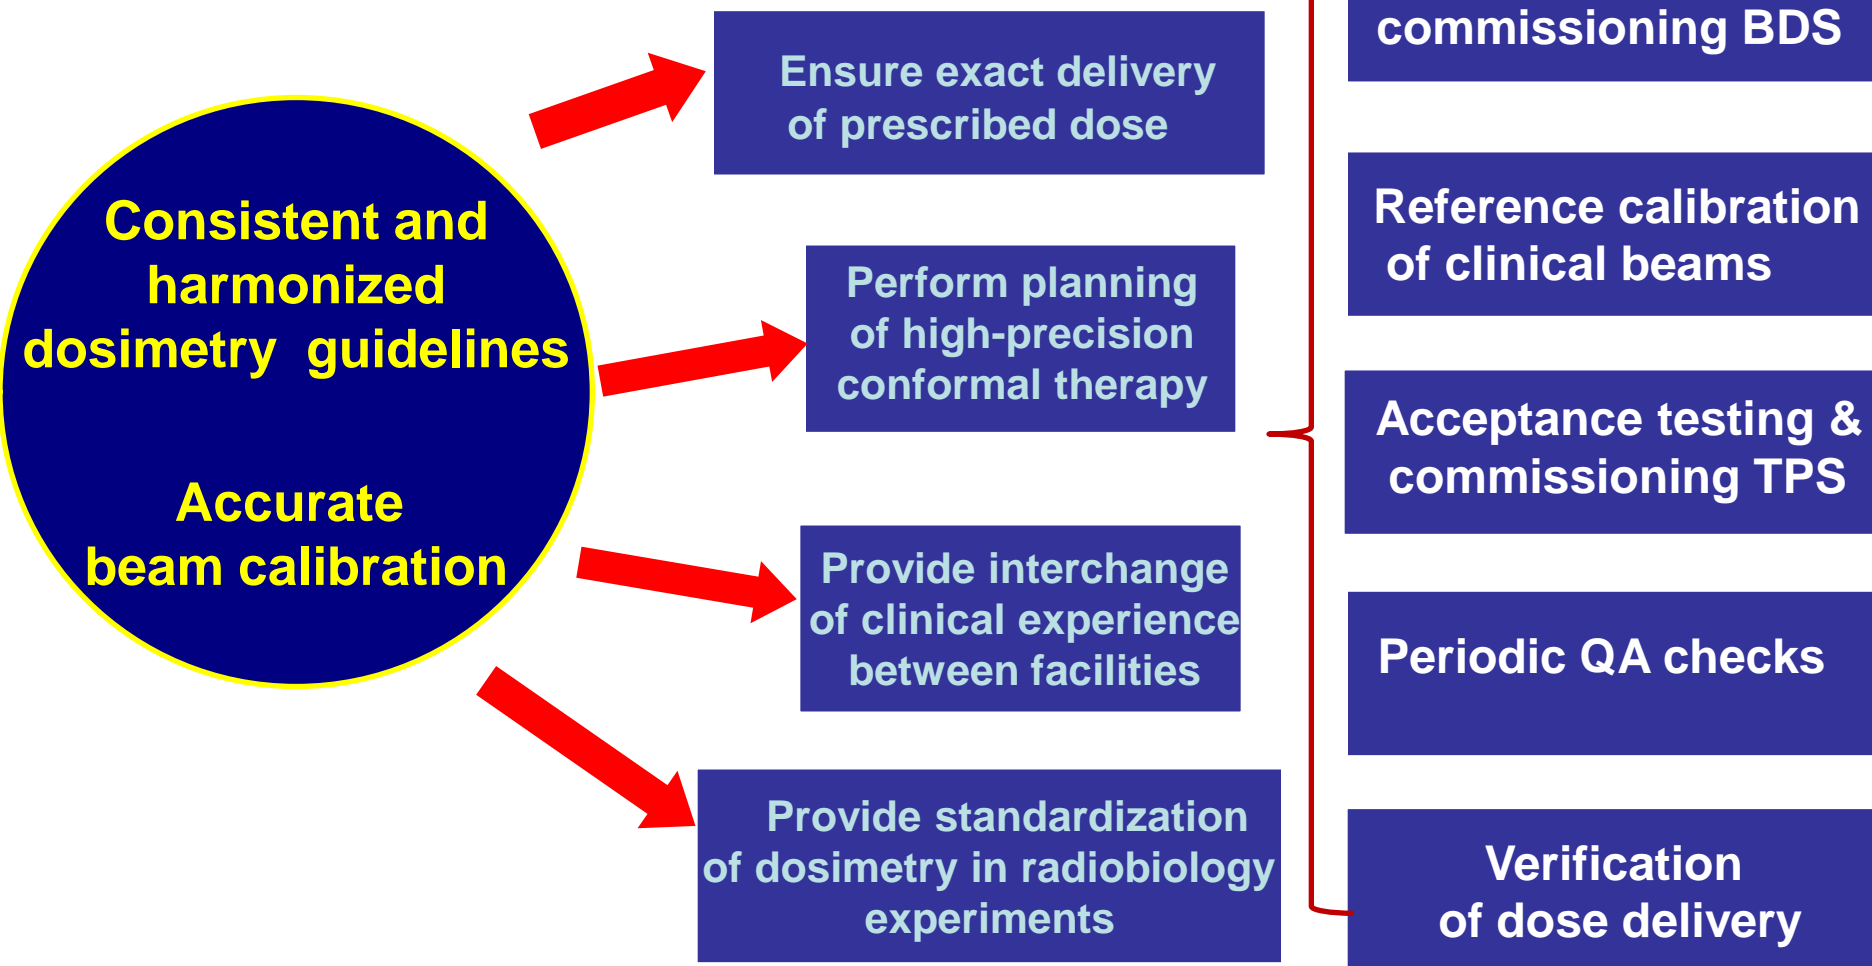 Consistent and
harmonized
dosimetry guidelines
Accurate
beam calibration
Ensure exact delivery
of prescribed dose
Perform planning
of high-precision
conformal therapy
Provide interchange
of clinical experience
between facilities
Provide standardization
of dosimetry in radiobiology
experiments
commissioning BDS
Reference calibration
of clinical beams
Acceptance testing &
commissioning TPS
Periodic QA checks
Verification
of dose delivery